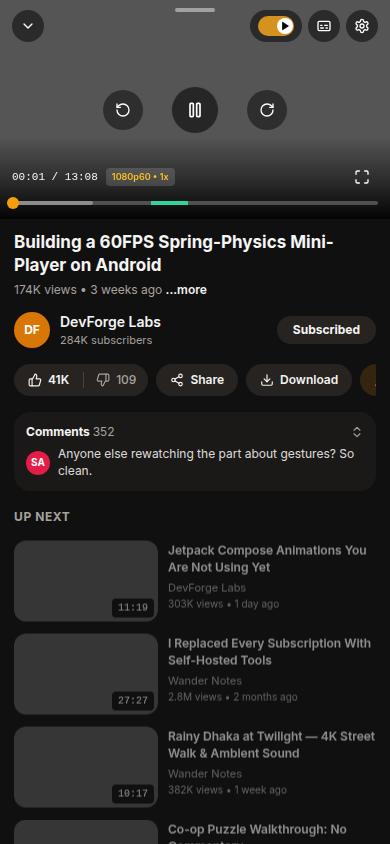 00:01 / 13:08 1080p60 • 1x
Building a 60FPS Spring-Physics Mini-
Player on Android
174K views • 3 weeks ago ...more
DF DevForge Labs Subscribed
284K subscribers
41K 109 Share Download
Comments 352
SA Anyone else rewatching the part about gestures? So
clean.
UP NEXT
Jetpack Compose Animations You
Are Not Using Yet
DevForge Labs
303K views • 1 day ago
11:19
I Replaced Every Subscription With
Self-Hosted Tools
Wander Notes
2.8M views • 2 months ago
27:27
Rainy Dhaka at Twilight — 4K Street
Walk & Ambient Sound
Wander Notes
382K views • 1 week ago
10:17
Co-op Puzzle Walkthrough: No